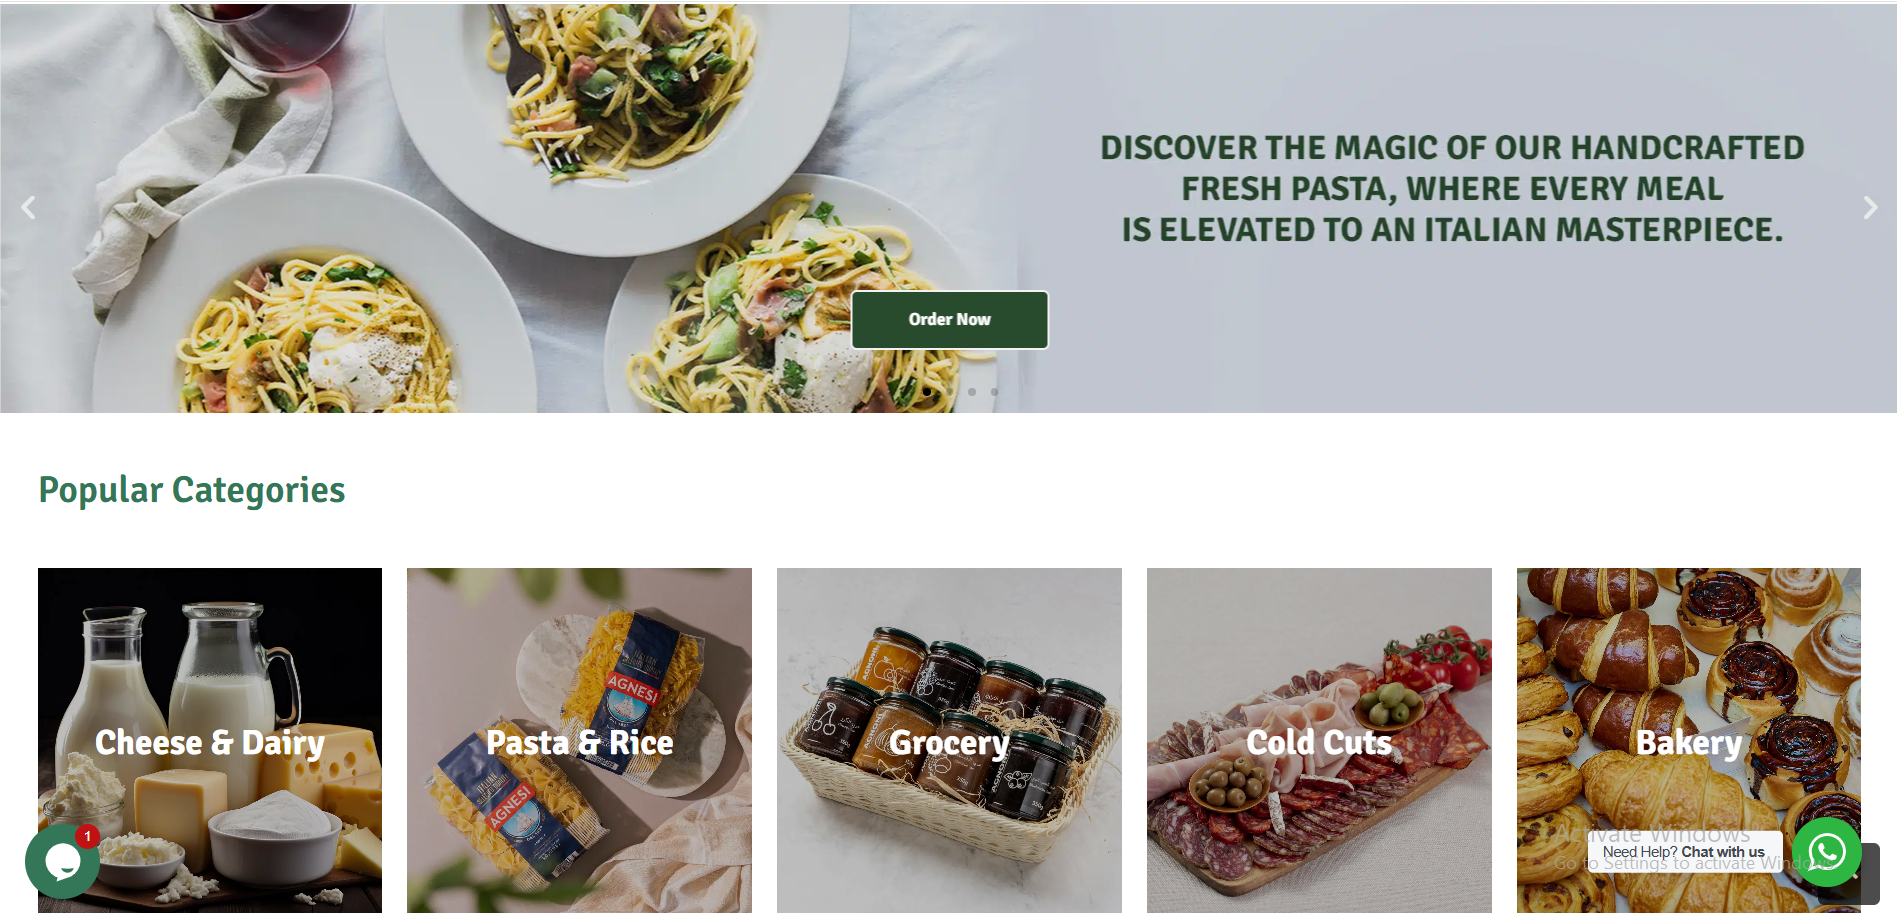 DISCOVER THE MAGIC OF OUR HANDCRAFTED
FRESH PASTA, WHERE EVERY MEAL
IS ELEVATED TO AN ITALIAN MASTERPIECE.
Order Now
Popular Categories
Cheese & Dairy
Pasta & Rice
Grocery
Cold Cuts
Bakery
AGNESI
AGNESI
1
Activate Windows
Go to Settings to activate Windows.
Need Help? Chat with us